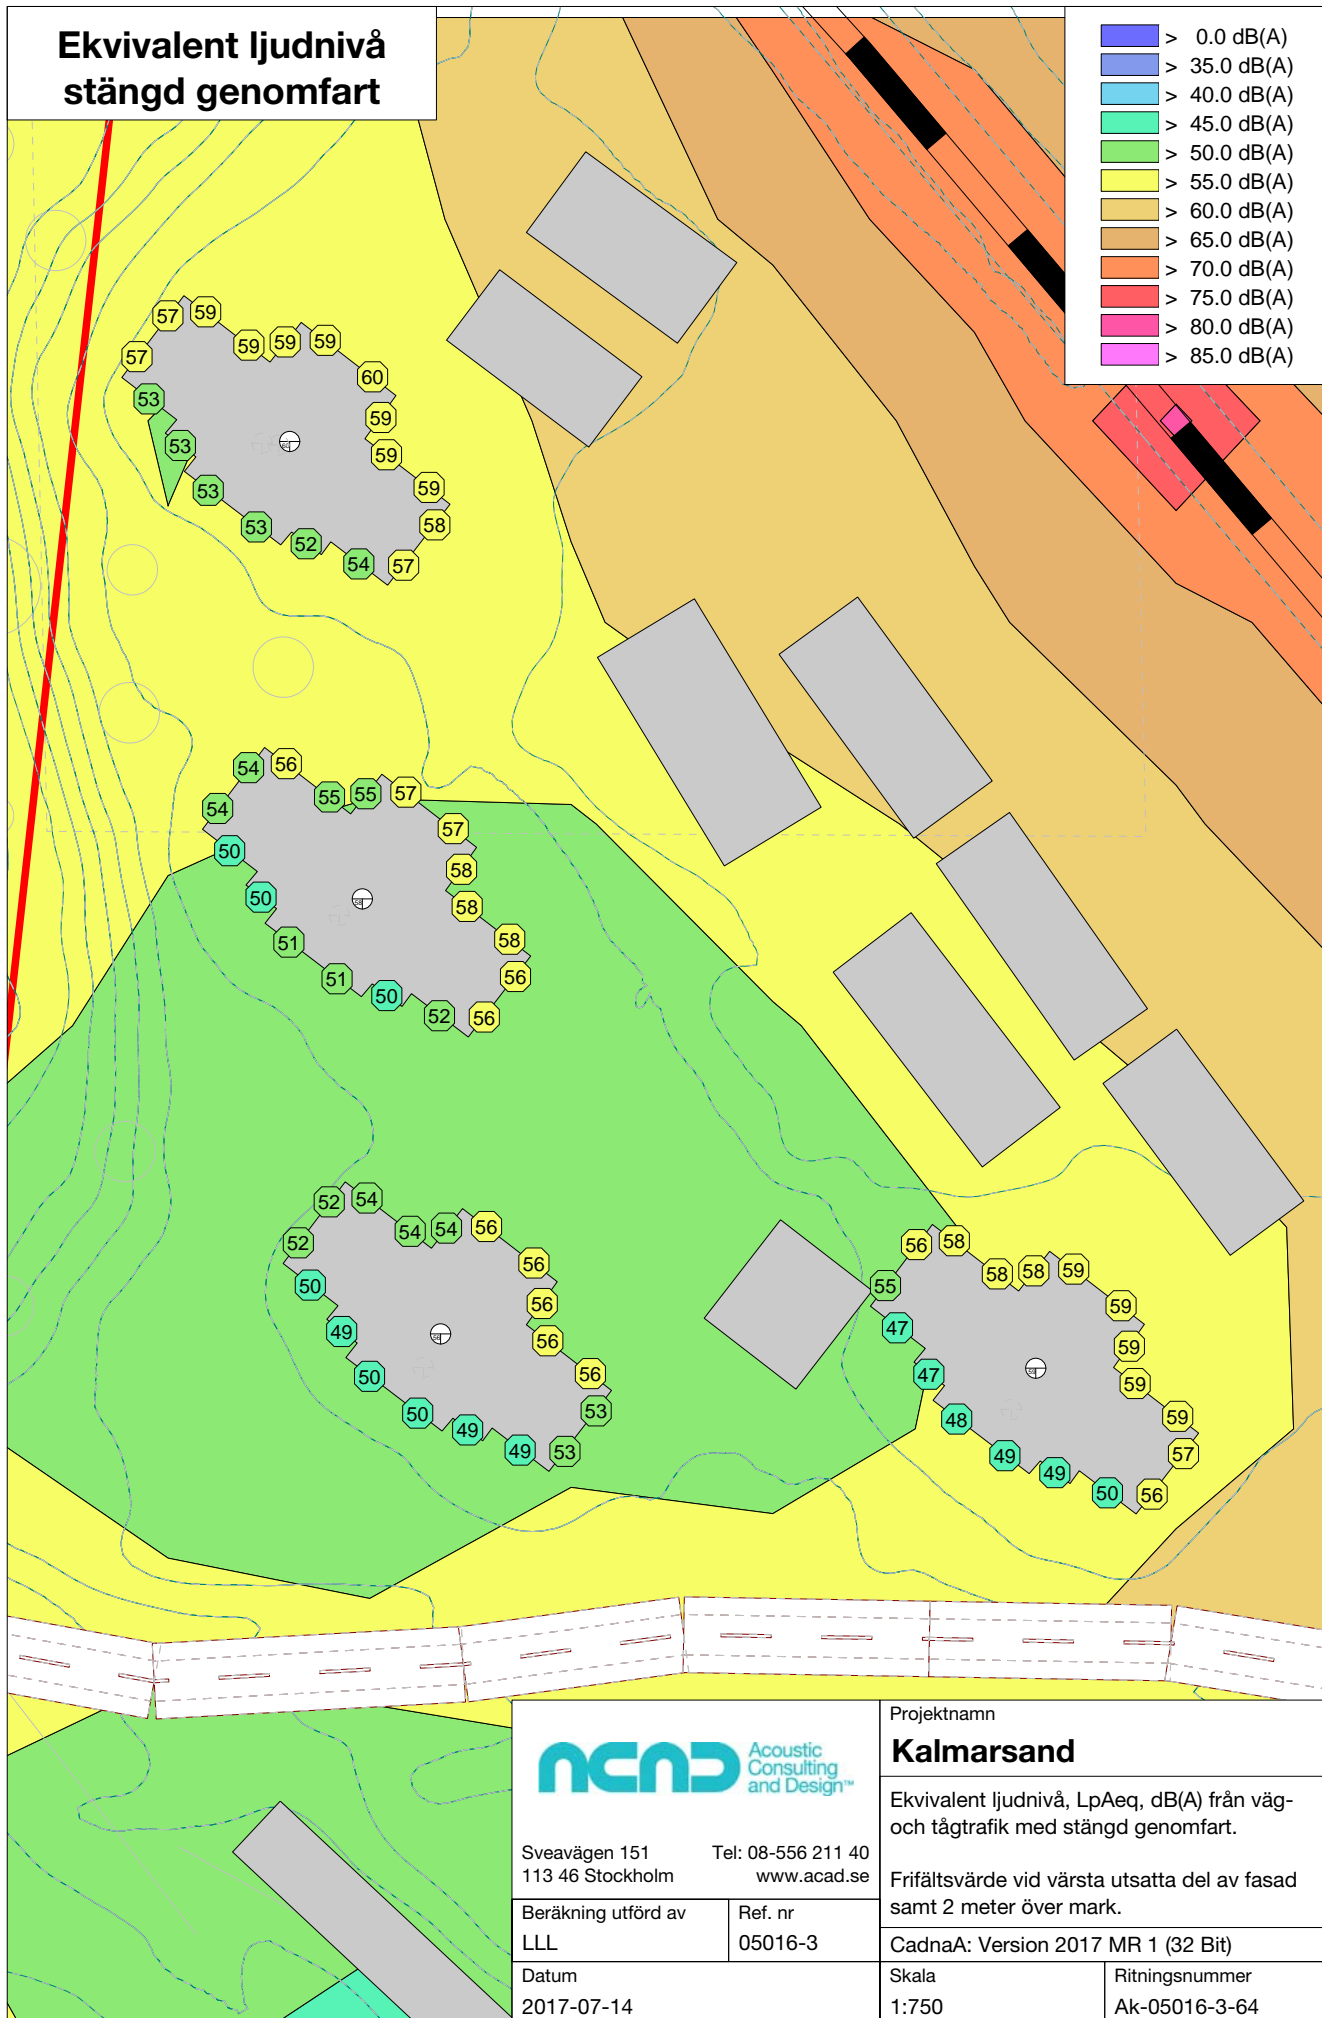 Ekvivalent ljudnivå
stängd genomfart
> 0.0 dB(A)
> 35.0 dB(A)
> 40.0 dB(A)
> 45.0 dB(A)
> 50.0 dB(A)
> 55.0 dB(A)
> 60.0 dB(A)
> 65.0 dB(A)
> 70.0 dB(A)
> 75.0 dB(A)
> 80.0 dB(A)
> 85.0 dB(A)
57 59
59 59 59
57
60
53
59
53
59
53
59
53
58
52
54
57
54 56
55 55 57
54
57
50
58
50
58
51
58
51
56
50
52
56
52 54
54 54 56
52
56
50
56
49
56
50
56
50
53
49
49
53
56 58
58 58 59
55
59
47
59
47
59
48
59
49
57
49
50
56
ACAD
Acoustic
Consulting
and Design™
Sveavägen 151 Tel: 08-556 211 40
113 46 Stockholm www.acad.se
Beräkning utförd av
LLL
Ref. nr
05016-3
Datum
2017-07-14
Projektnamn
Kalmarsand
Ekvivalent ljudnivå, LpAeq, dB(A) från väg-
och tågtrafik med stängd genomfart.
Frifältsvärde vid värsta utsatta del av fasad
samt 2 meter över mark.
CadnaA: Version 2017 MR 1 (32 Bit)
Skala
1:750
Ritningsnummer
Ak-05016-3-64